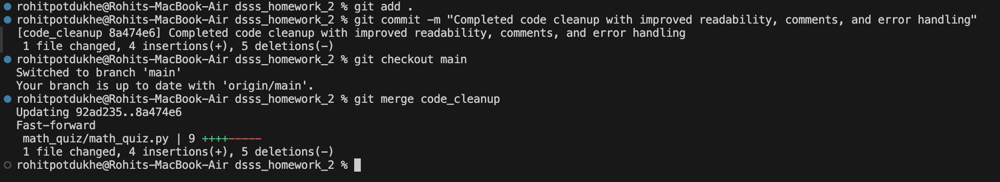 rohitpotdukhe@Rohits-MacBook-Air dsss_homework_2 % git add .
rohitpotdukhe@Rohits-MacBook-Air dsss_homework_2 % git commit -m "Completed code cleanup with improved readability, comments, and error handling"
[code_cleanup 8a474e6] Completed code cleanup with improved readability, comments, and error handling
 1 file changed, 4 insertions(+), 5 deletions(-)
rohitpotdukhe@Rohits-MacBook-Air dsss_homework_2 % git checkout main
Switched to branch 'main'
Your branch is up to date with 'origin/main'.
rohitpotdukhe@Rohits-MacBook-Air dsss_homework_2 % git merge code_cleanup
Updating 92ad235..8a474e6
Fast-forward
 math_quiz/math_quiz.py | 9 ++++-----
 1 file changed, 4 insertions(+), 5 deletions(-)
rohitpotdukhe@Rohits-MacBook-Air dsss_homework_2 %